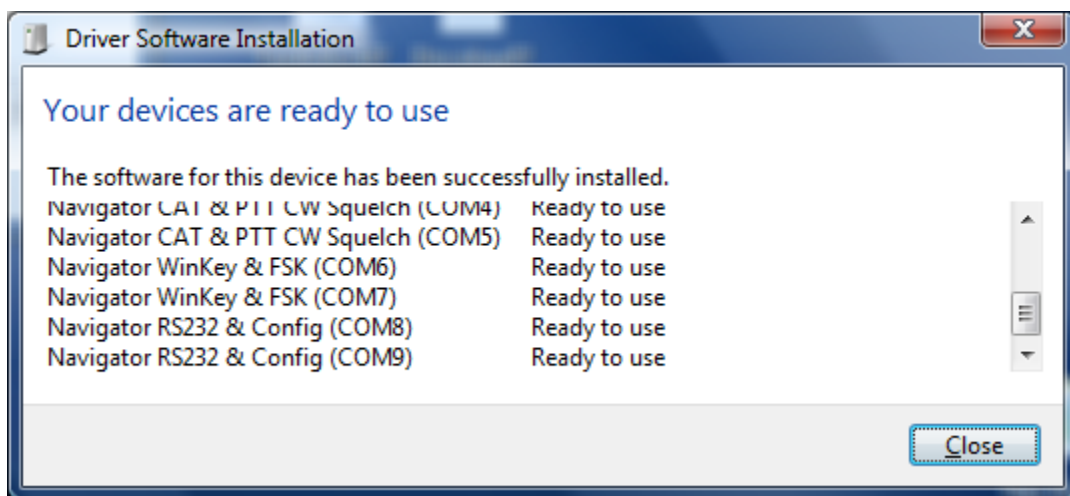 Driver Software Installation
Your devices are ready to use
The software for this device has been successfully installed.
Navigator CAT & PTT CW Squelch (COM4) Ready to use
Navigator CAT & PTT CW Squelch (COM5) Ready to use
Navigator WinKey & FSK (COM6) Ready to use
Navigator WinKey & FSK (COM7) Ready to use
Navigator RS232 & Config (COM8) Ready to use
Navigator RS232 & Config (COM9) Ready to use
Close